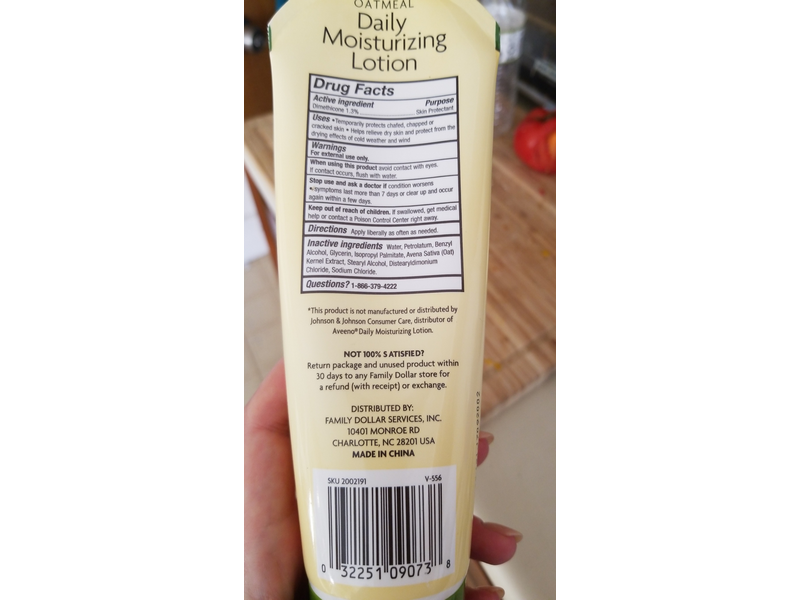 OATMEAL
Daily
Moisturizing
Lotion
Drug Facts
Active ingredient Purpose
Dimethicone 1.3% Skin Protectant
Uses •Temporarily protects chafed, chapped or
cracked skin • Helps relieve dry skin and protect from the
drying effects of cold weather and wind
Warnings
For external use only.
When using this product avoid contact with eyes.
If contact occurs, flush with water.
Stop use and ask a doctor if condition worsens
•symptoms last more than 7 days or clear up and occur
again within a few days.
Keep out of reach of children. If swallowed, get medical
help or contact a Poison Control Center right away.
Directions Apply liberally as often as needed.
Inactive ingredients Water, Petrolatum, Benzyl
Alcohol, Glycerin, Isopropyl Palmitate, Avena Sativa (Oat)
Kernel Extract, Stearyl Alcohol, Distearyldimonium
Chloride, Sodium Chloride.
Questions? 1-866-379-4222
*This product is not manufactured or distributed by
Johnson & Johnson Consumer Care, distributor of
Aveeno® Daily Moisturizing Lotion.
NOT 100% SATISFIED?
Return package and unused product within
30 days to any Family Dollar store for
a refund (with receipt) or exchange.
DISTRIBUTED BY:
FAMILY DOLLAR SERVICES, INC.
10401 MONROE RD
CHARLOTTE, NC 28201 USA
MADE IN CHINA
SKU 2002191 V-556
0 32251 09073 8